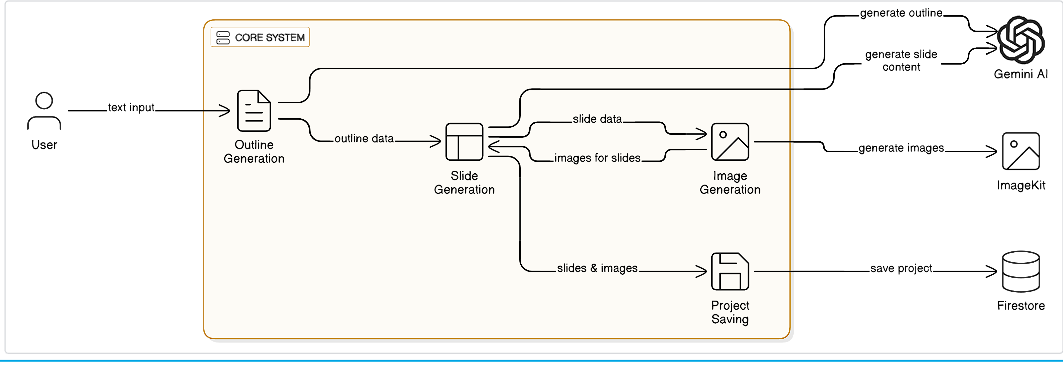 CORE SYSTEM
generate outline
generate slide
content
Gemini AI
text input
User
Outline
Generation
outline data
slide data
images for slides
Slide
Generation
Image
Generation
generate images
ImageKit
slides & images
Project
Saving
save project
Firestore